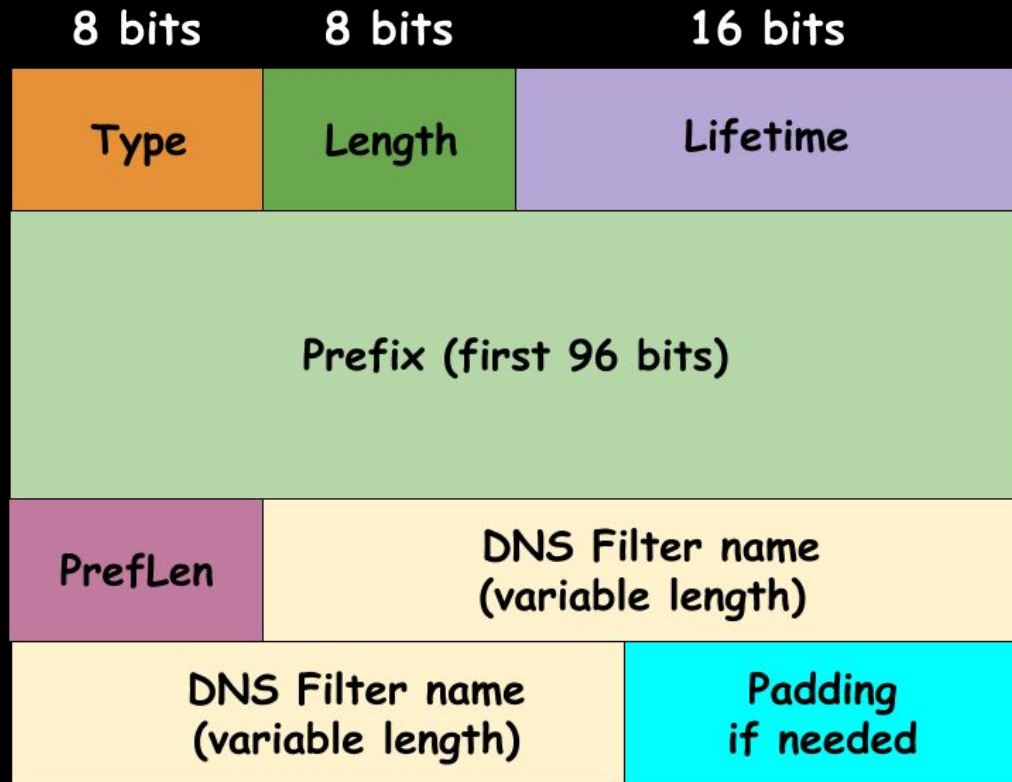 8 bits 8 bits 16 bits
Type Length Lifetime
Prefix (first 96 bits)
PrefLen
DNS Filter name
(variable length)
DNS Filter name
(variable length)
Padding
if needed